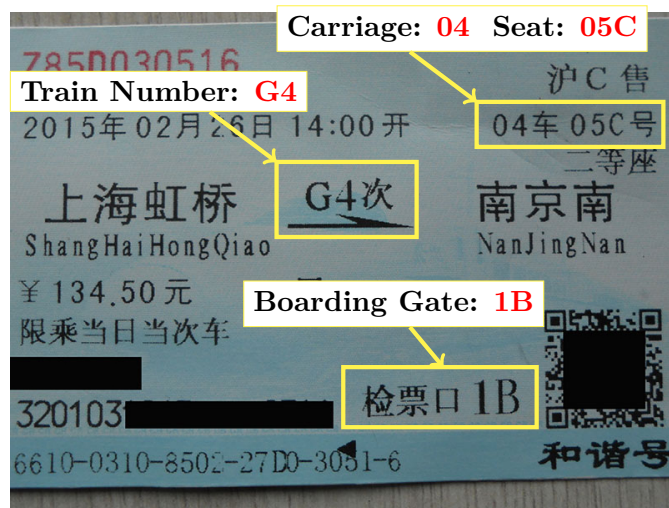 Carriage: 04 Seat: 05C
Z85D030516
沪C售
Train Number: G4
2015年02月26日 14:00开
04车05C号
二等座
上海虹桥
G4次
南京南
ShangHaiHongQiao
NanJingNan
¥134.50元
Boarding Gate: 1B
限乘当日当次车
检票口1B
3201031
6610-0310-8502-27D0-3051-6
和谐号